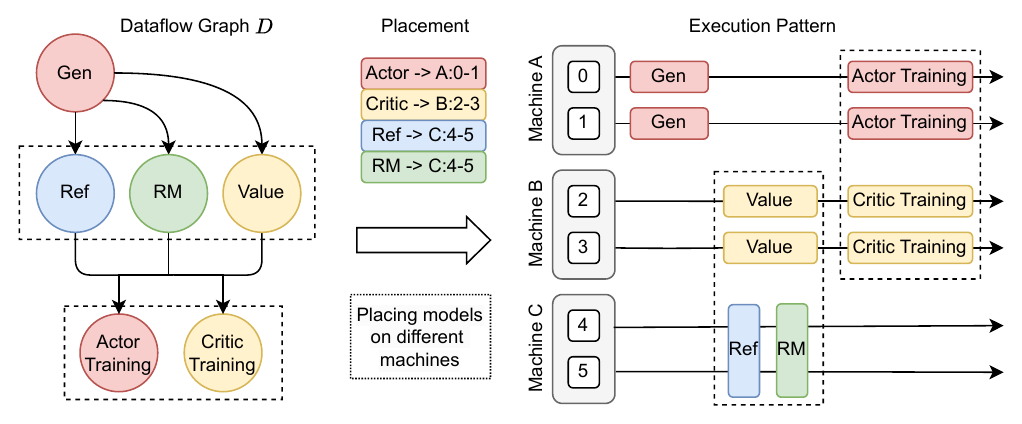 Dataflow Graph D
Gen
Ref
RM
Value
Actor
Training
Critic
Training
Placement
Actor -> A:0-1
Critic -> B:2-3
Ref -> C:4-5
RM -> C:4-5
Placing models
on different
machines
Execution Pattern
Machine A
0
Gen
Actor Training
1
Gen
Actor Training
Machine B
2
Value
Critic Training
3
Value
Critic Training
Machine C
4
5
Ref
RM